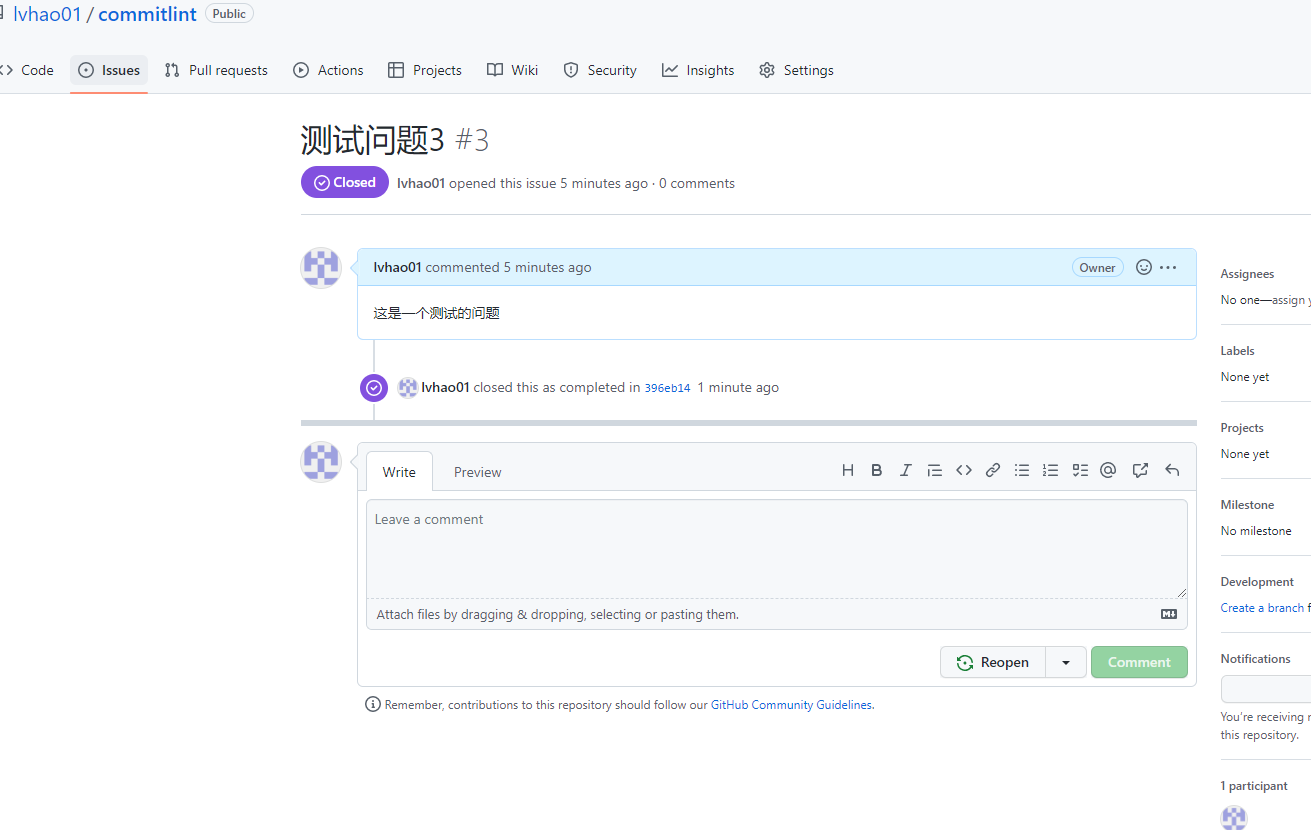 lvhao01 / commitlint Public
Code Issues Pull requests Actions Projects Wiki Security Insights Settings
测试问题3 #3
Closed lvhao01 opened this issue 5 minutes ago · 0 comments
lvhao01 commented 5 minutes ago Owner
这是一个测试的问题
lvhao01 closed this as completed in 396eb14 1 minute ago
Write Preview
Leave a comment
Attach files by dragging & dropping, selecting or pasting them.
Reopen Comment
Remember, contributions to this repository should follow our GitHub Community Guidelines.
Assignees
No one—assign y
Labels
None yet
Projects
None yet
Milestone
No milestone
Development
Create a branch f
Notifications
You're receiving n
this repository.
1 participant